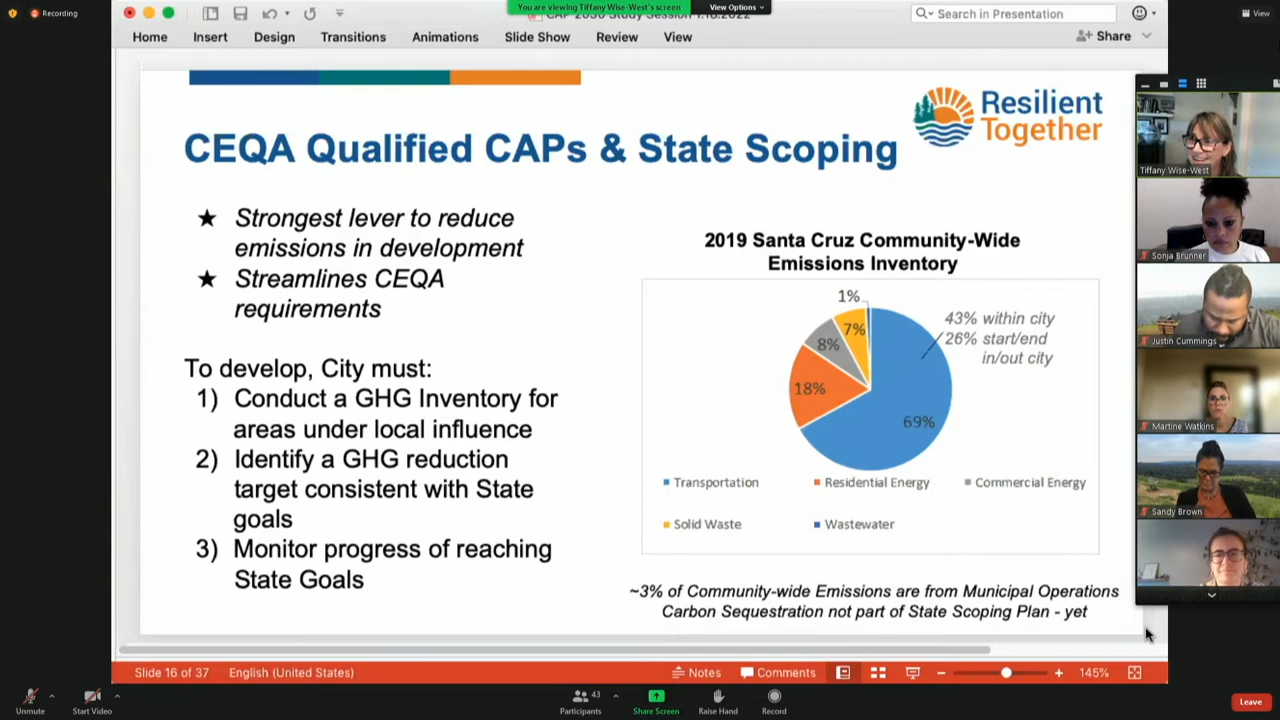 Recording
You are viewing Tiffany Wise-West's screen
View Options
View
Search in Presentation
Home
Insert
Design
Transitions
Animations
Slide Show
Review
View
Share
Resilient
Together
CEQA Qualified CAPs & State Scoping
★ Strongest lever to reduce
emissions in development
★ Streamlines CEQA
requirements
To develop, City must:
1) Conduct a GHG Inventory for
areas under local influence
2) Identify a GHG reduction
target consistent with State
goals
3) Monitor progress of reaching
State Goals
2019 Santa Cruz Community-Wide
Emissions Inventory
1%
7%
8%
18%
69%
43% within city
26% start/end
in/out city
Transportation
Residential Energy
Commercial Energy
Solid Waste
Wastewater
~3% of Community-wide Emissions are from Municipal Operations
Carbon Sequestration not part of State Scoping Plan - yet
Tiffany Wise-West
Sonja Brunner
Justin Cummings
Martine Watkins
Sandy Brown
Slide 16 of 37
English (United States)
Notes
Comments
145%
Unmute
Start Video
43
Participants
Share Screen
Raise Hand
Record
Leave